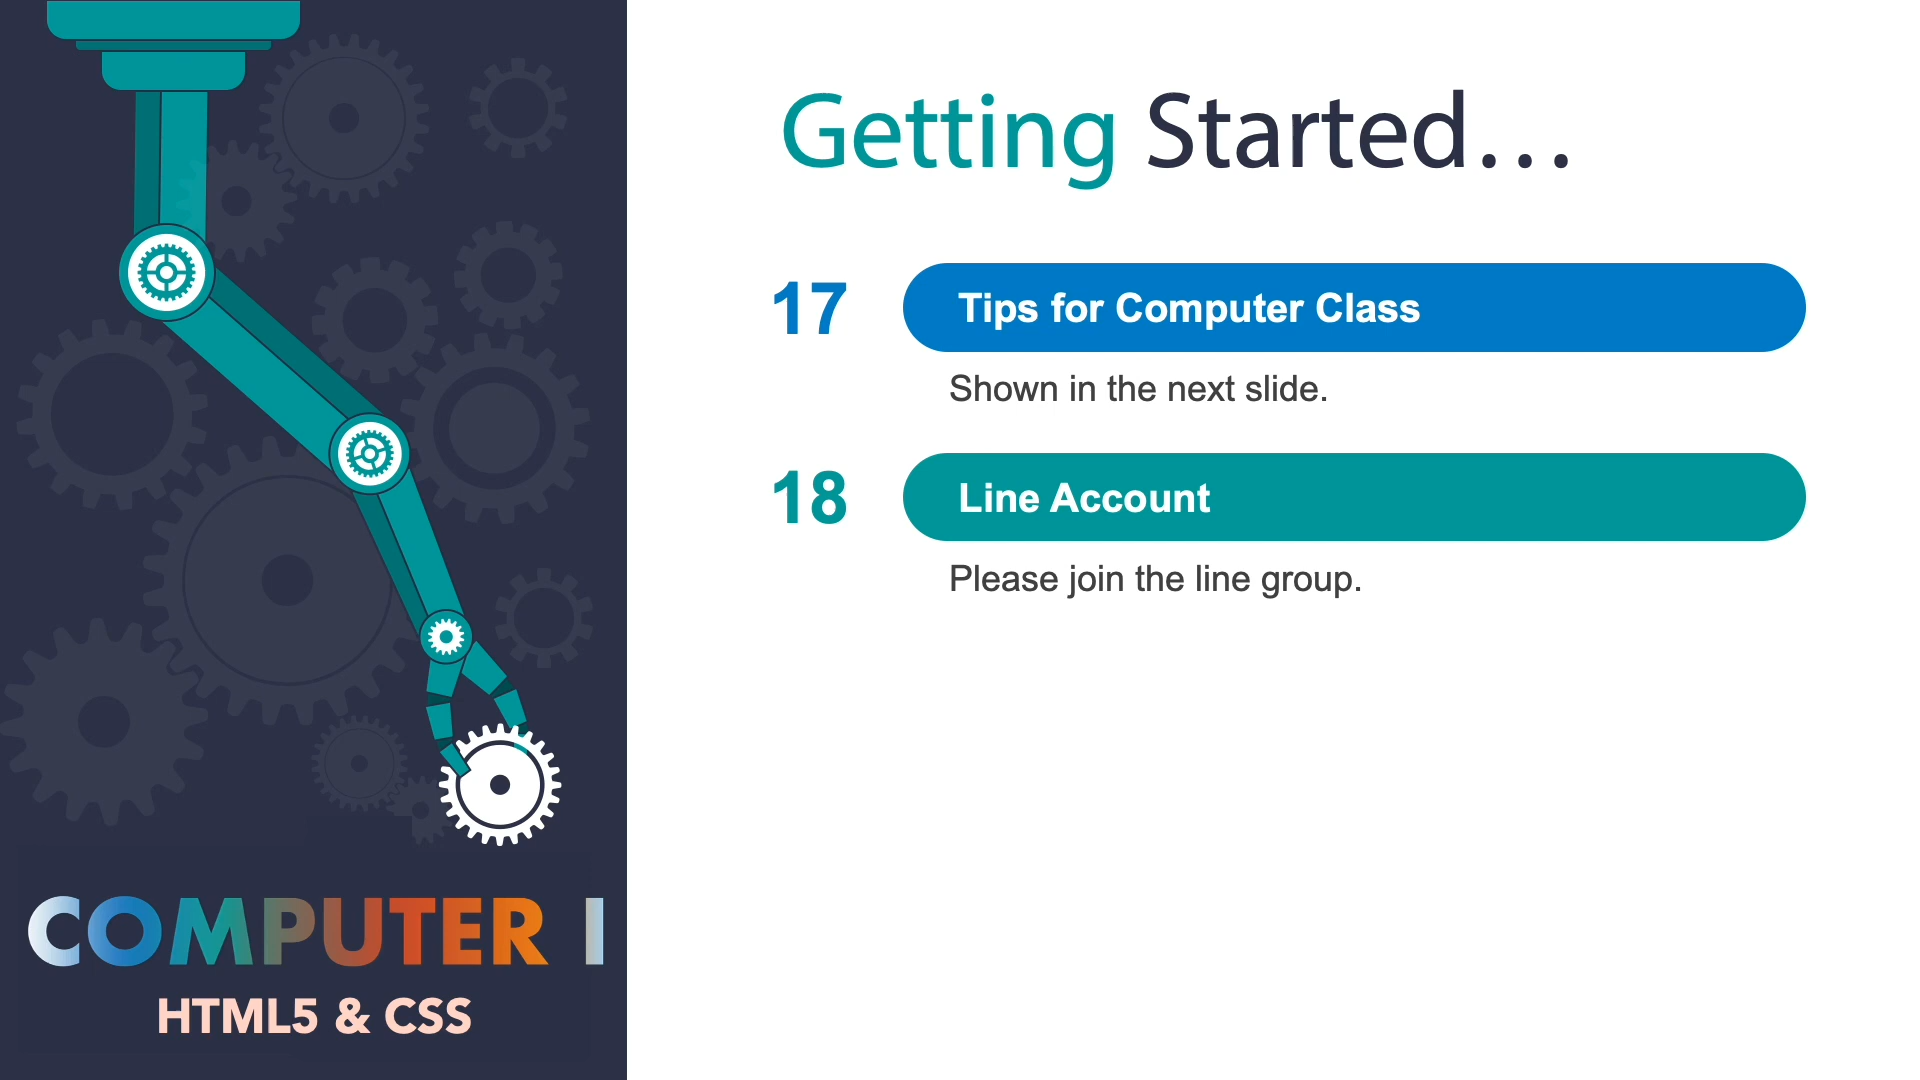 Getting Started...
17 Tips for Computer Class
Shown in the next slide.
18 Line Account
Please join the line group.
COMPUTER I
HTML5 & CSS